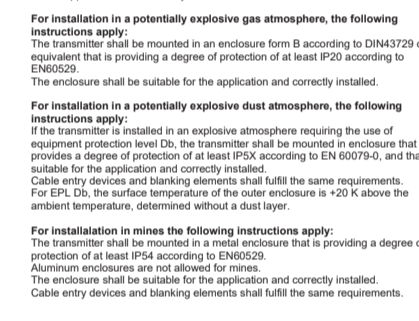 For installation in a potentially explosive gas atmosphere, the following
instructions apply:
The transmitter shall be mounted in an enclosure form B according to DIN43729
equivalent that is providing a degree of protection of at least IP20 according to
EN60529.
The enclosure shall be suitable for the application and correctly installed.
For installation in a potentially explosive dust atmosphere, the following
instructions apply:
If the transmitter is installed in an explosive atmosphere requiring the use of
equipment protection level Db, the transmitter shall be mounted in enclosure that
provides a degree of protection of at least IP5X according to EN 60079-0, and
suitable for the application and correctly installed.
Cable entry devices and blanking elements shall fulfill the same requirements.
For EPL Db, the surface temperature of the outer enclosure is +20 K above the
ambient temperature, determined without a dust layer.
For installalation in mines the following instructions apply:
The transmitter shall be mounted in a metal enclosure that is providing a degree
protection of at least IP54 according to EN60529.
Aluminum enclosures are not allowed for mines.
The enclosure shall be suitable for the application and correctly installed.
Cable entry devices and blanking elements shall fulfill the same requirements.